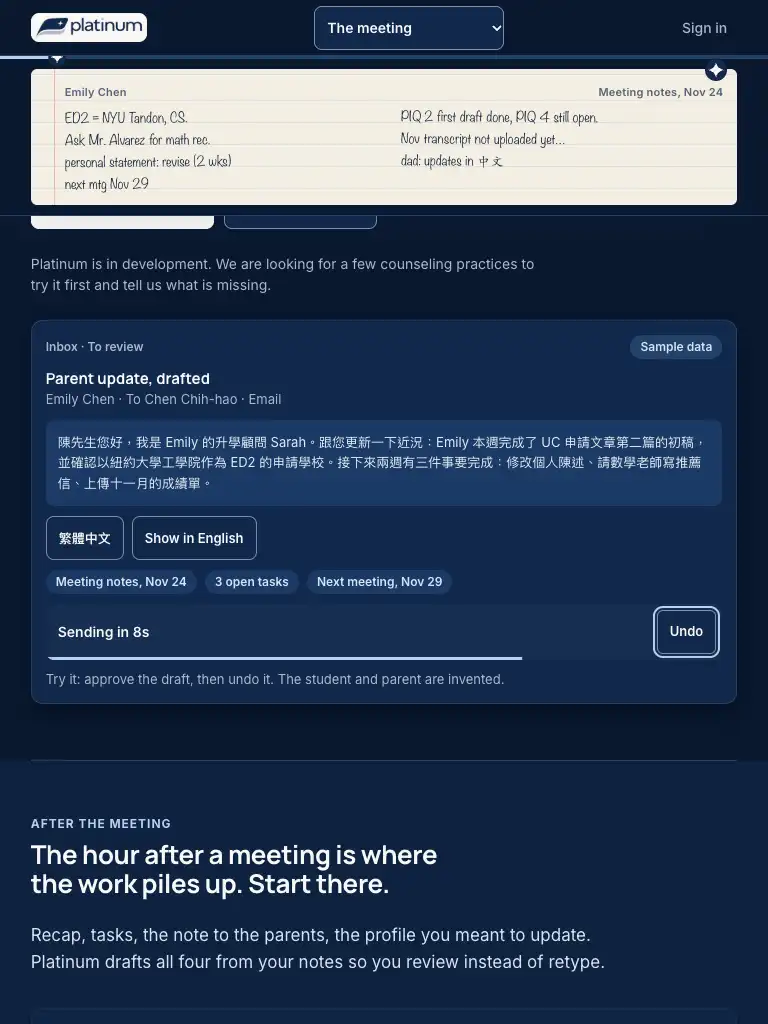 platinum
The meeting
Sign in
Emily Chen
Meeting notes, Nov 24
ED2 = NYU Tandon, CS.
Ask Mr. Alvarez for math rec.
personal statement: revise (2 wks)
next mtg Nov 29
PIQ 2 first draft done, PIQ 4 still open.
Nov transcript not uploaded yet...
dad: updates in 中文
Platinum is in development. We are looking for a few counseling practices to
try it first and tell us what is missing.
Inbox · To review
Sample data
Parent update, drafted
Emily Chen · To Chen Chih-hao · Email
陳先生您好，我是 Emily 的升學顧問 Sarah。跟您更新一下近況：Emily 本週完成了 UC 申請文章第二篇的初稿，
並確認以紐約大學工學院作為 ED2 的申請學校。接下來兩週有三件事要完成：修改個人陳述、請數學老師寫推薦
信、上傳十一月的成績單。
繁體中文
Show in English
Meeting notes, Nov 24
3 open tasks
Next meeting, Nov 29
Sending in 8s
Undo
Try it: approve the draft, then undo it. The student and parent are invented.
AFTER THE MEETING
The hour after a meeting is where
the work piles up. Start there.
Recap, tasks, the note to the parents, the profile you meant to update.
Platinum drafts all four from your notes so you review instead of retype.